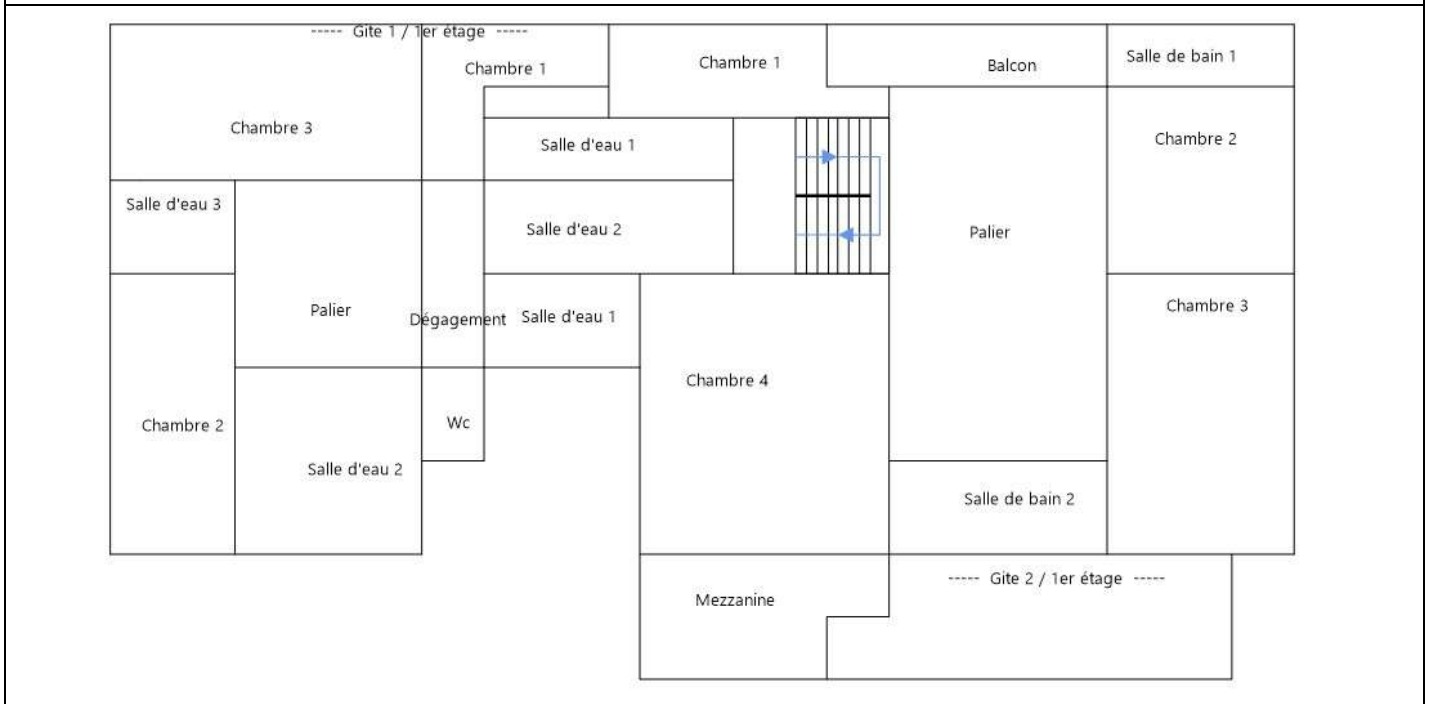 ----- Gite 1 / 1er étage -----
Chambre 1
Chambre 1
Balcon
Salle de bain 1
Chambre 3
Salle d'eau 1
Chambre 2
Salle d'eau 3
Salle d'eau 2
Palier
Palier
Dégagement
Salle d'eau 1
Chambre 3
Chambre 4
Chambre 2
Wc
Salle d'eau 2
Salle de bain 2
----- Gite 2 / 1er étage -----
Mezzanine